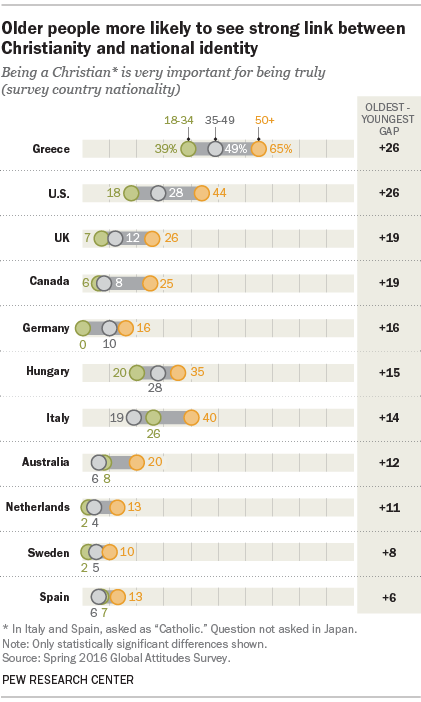 Older people more likely to see strong link between
Christianity and national identity
Being a Christian* is very important for being truly
(survey country nationality)
OLDEST -
YOUNGEST
GAP
18-34 35-49 50+
Greece 39% 49% 65% +26
U.S. 18 28 44 +26
UK 7 12 26 +19
Canada 6 8 25 +19
Germany 16 +16
0 10
Hungary 20 35 +15
28
Italy 19 40 +14
26
Australia 20 +12
6 8
Netherlands 13 +11
2 4
Sweden 10 +8
2 5
Spain 13 +6
6 7
* In Italy and Spain, asked as “Catholic.” Question not asked in Japan.
Note: Only statistically significant differences shown.
Source: Spring 2016 Global Attitudes Survey.
PEW RESEARCH CENTER